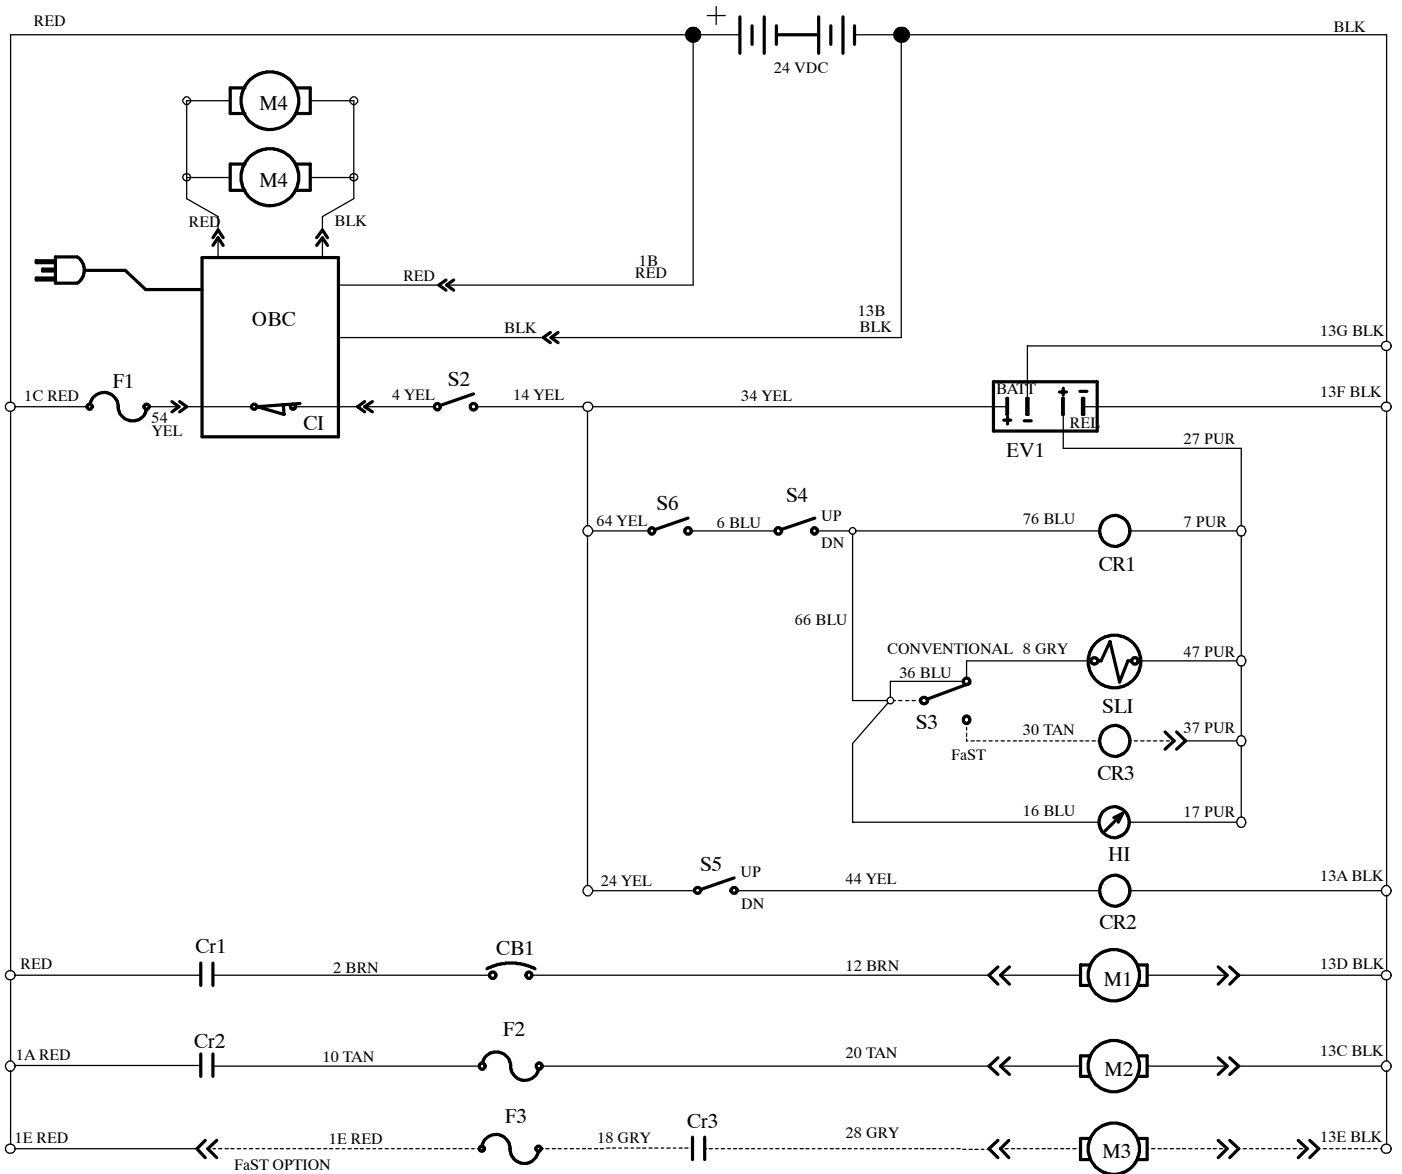 RED
+
BLK
24 VDC
M4
M4
RED
BLK
1B
RED
RED
OBC
13B
BLK
BLK
13G BLK
1C RED
F1
54
YEL
CI
4 YEL
S2
14 YEL
34 YEL
BATT
+
-
+
-
REL
EV1
13F BLK
27 PUR
64 YEL
S6
6 BLU
S4
UP
DN
76 BLU
CR1
7 PUR
66 BLU
CONVENTIONAL
8 GRY
36 BLU
SLI
47 PUR
S3
FaST
30 TAN
CR3
37 PUR
16 BLU
HI
17 PUR
24 YEL
S5
UP
DN
44 YEL
CR2
13A BLK
RED
Cr1
2 BRN
CB1
12 BRN
M1
13D BLK
1A RED
Cr2
10 TAN
F2
20 TAN
M2
13C BLK
1E RED
FaST OPTION
1E RED
F3
18 GRY
Cr3
28 GRY
M3
13E BLK